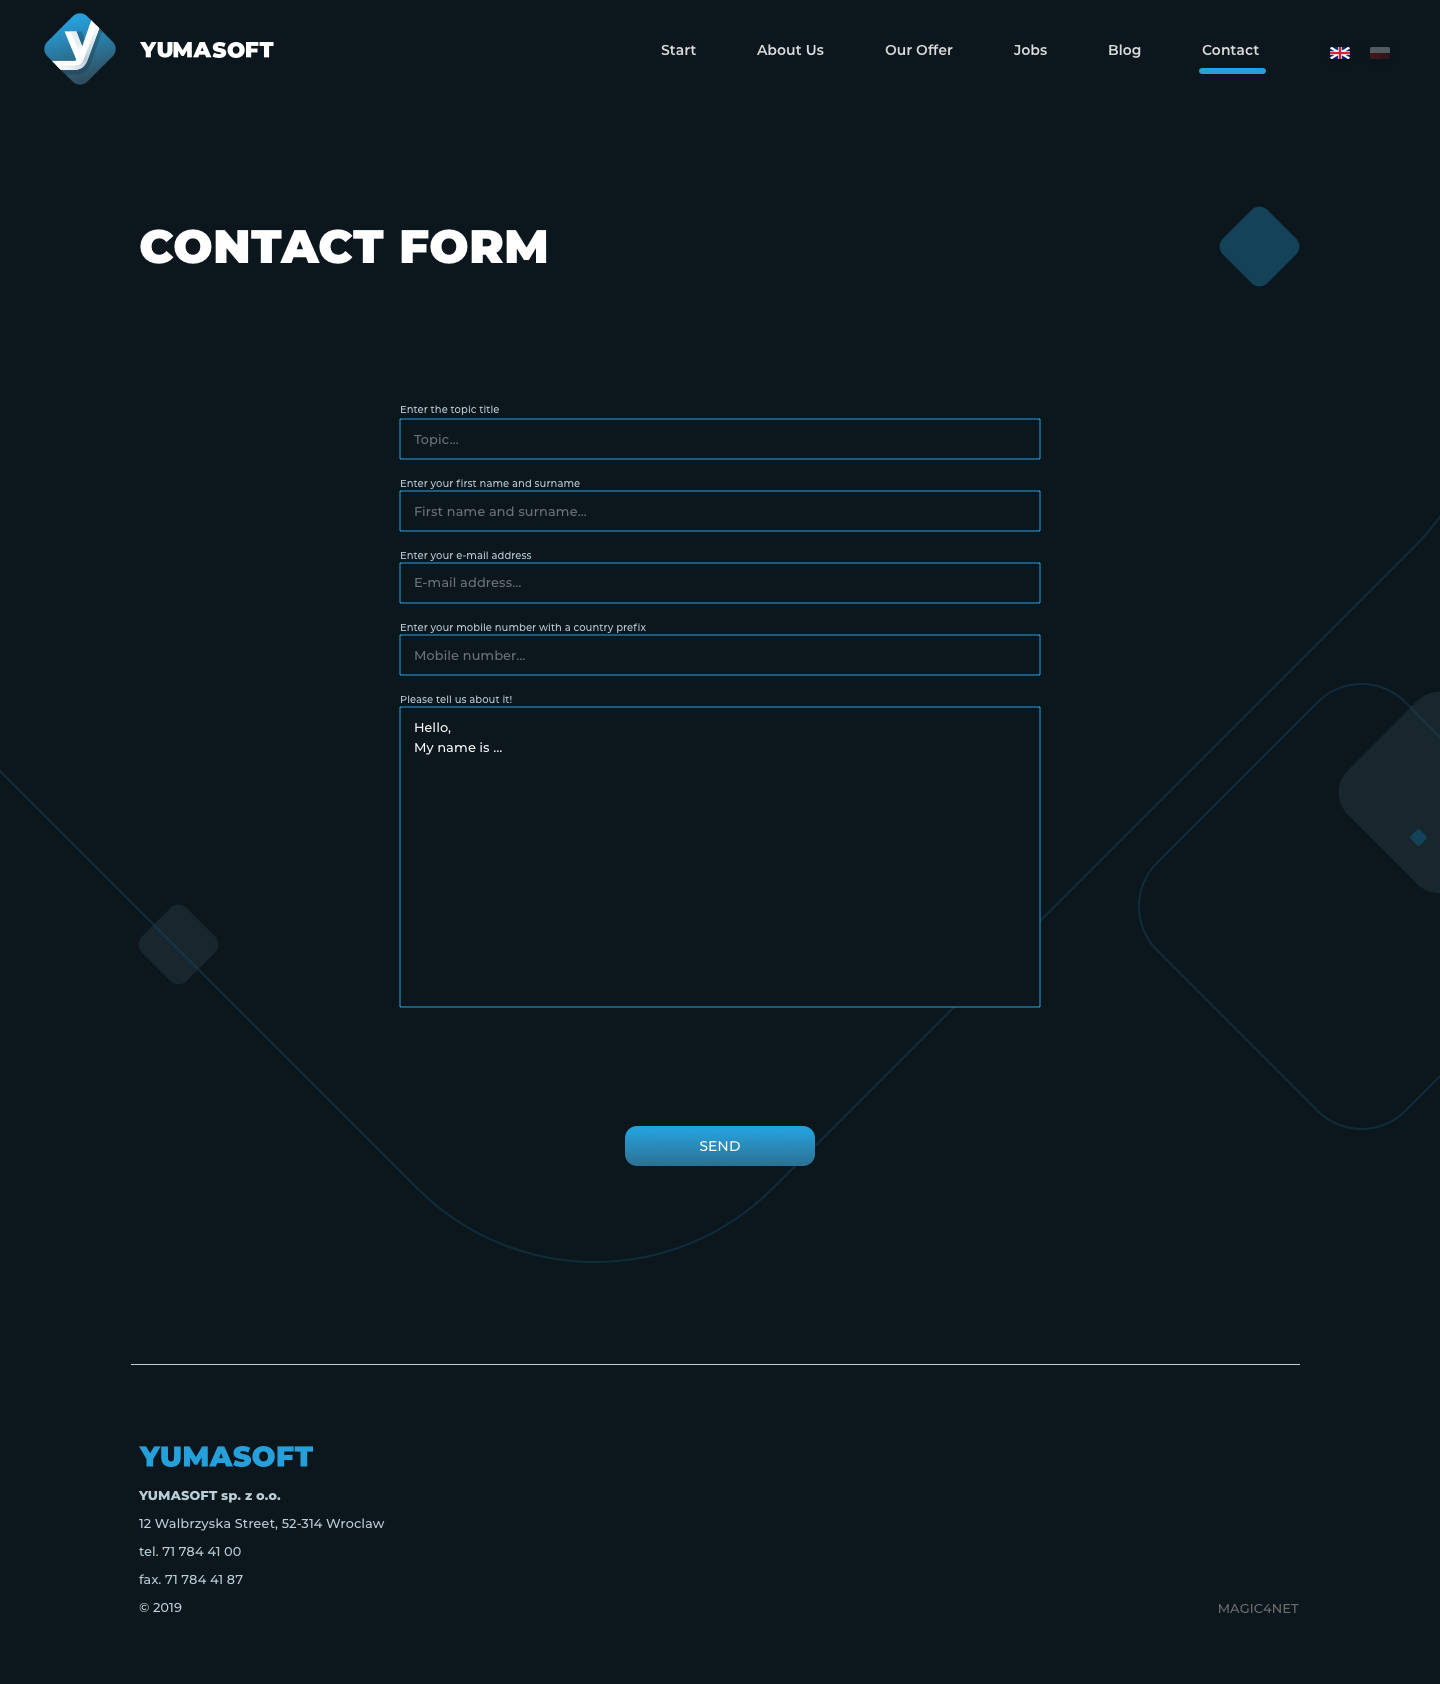 YUMASOFT
Start
About Us
Our Offer
Jobs
Blog
Contact
CONTACT FORM
Enter the topic title
Topic...
Enter your first name and surname
First name and surname...
Enter your e-mail address
E-mail address...
Enter your mobile number with a country prefix
Mobile number...
Please tell us about it!
Hello,
My name is ...
SEND
YUMASOFT
YUMASOFT sp. z o.o.
12 Walbrzyska Street, 52-314 Wroclaw
tel. 71 784 41 00
fax. 71 784 41 87
© 2019
MAGIC4NET